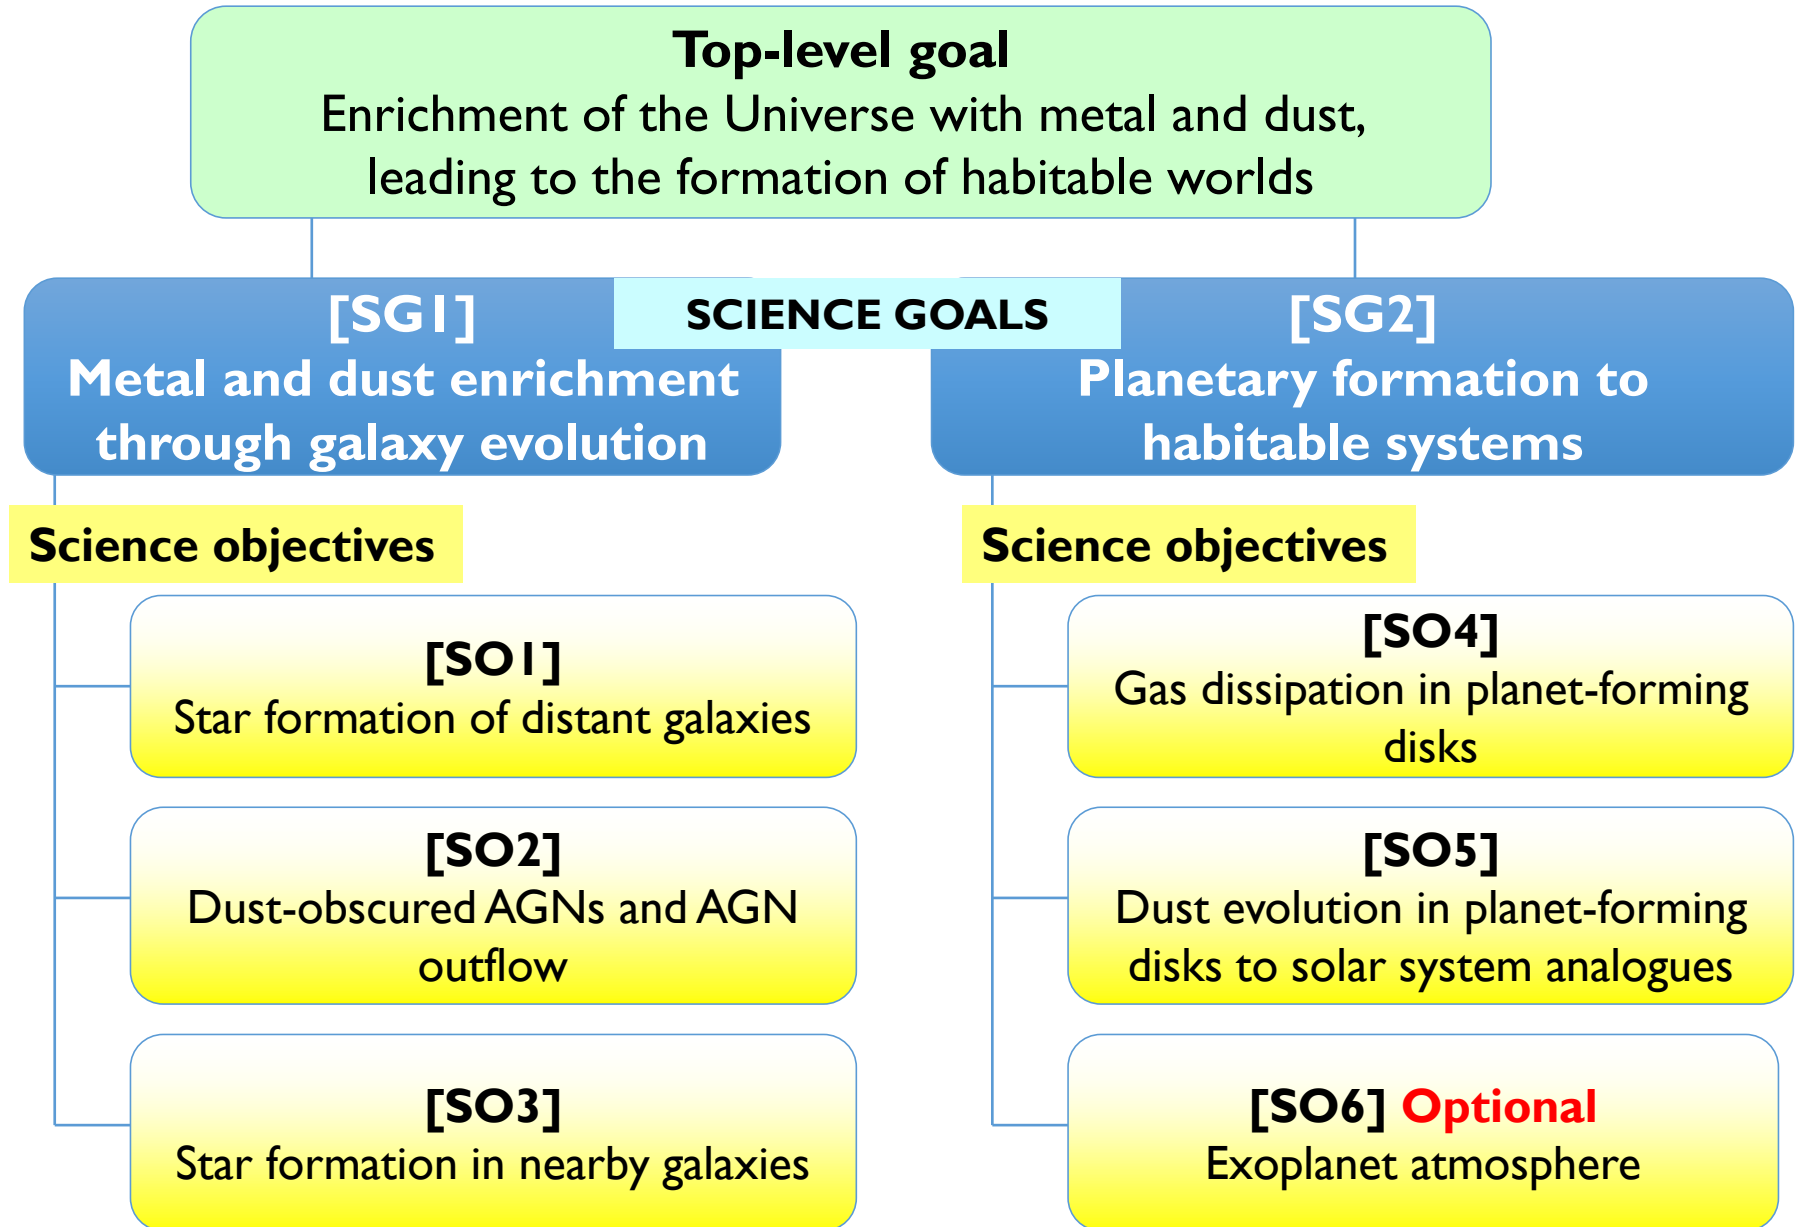 Top-level goal
Enrichment of the Universe with metal and dust,
leading to the formation of habitable worlds
SCIENCE GOALS
[SG1]
Metal and dust enrichment
through galaxy evolution
Science objectives
[SO1]
Star formation of distant galaxies
[SO2]
Dust-obscured AGNs and AGN
outflow
[SO3]
Star formation in nearby galaxies
[SG2]
Planetary formation to
habitable systems
Science objectives
[SO4]
Gas dissipation in planet-forming
disks
[SO5]
Dust evolution in planet-forming
disks to solar system analogues
[SO6] Optional
Exoplanet atmosphere